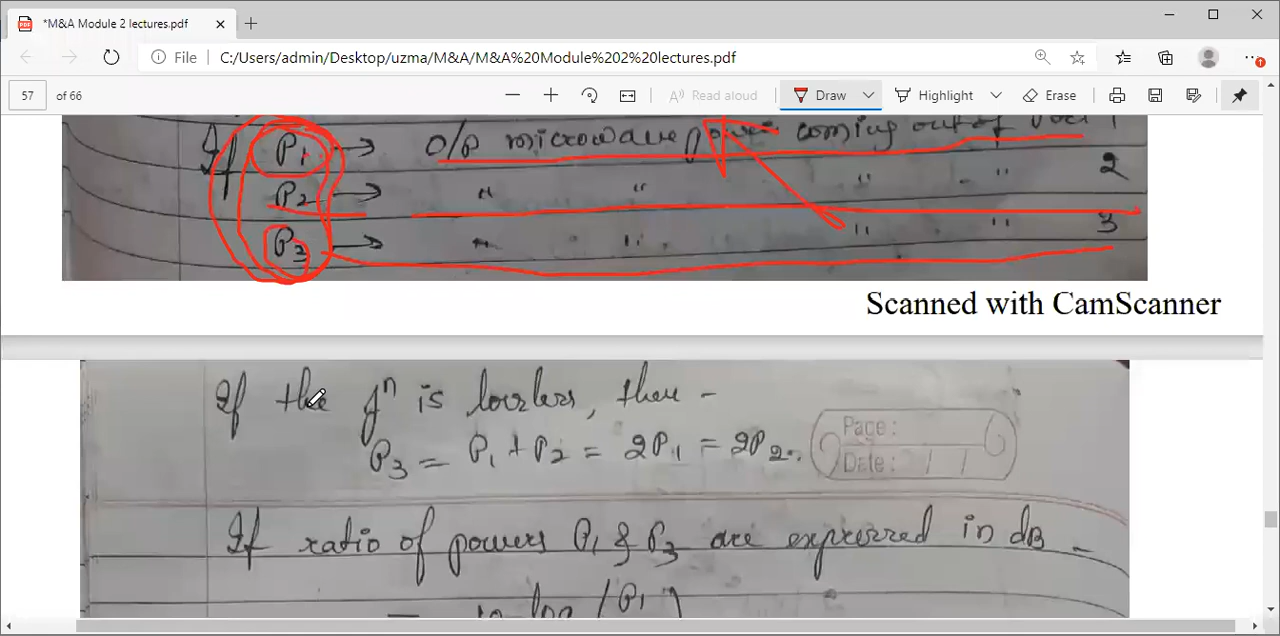 *M&A Module 2 lectures.pdf
File C:/Users/admin/Desktop/uzma/M&A/M&A%20Module%202%20lectures.pdf
57 of 66 Read aloud Draw Highlight Erase
If P1 → O/P microwave power coming out of Port 1
P2 → " " " " 2
P3 → " " " " 3
Scanned with CamScanner
If the Jn is lossless, then -
Page:
P3 = P1 + P2 = 2P1 = 2P2.
Date: / /
If ratio of powers P1 & P3 are expressed in dB -
= 10 log (P1)